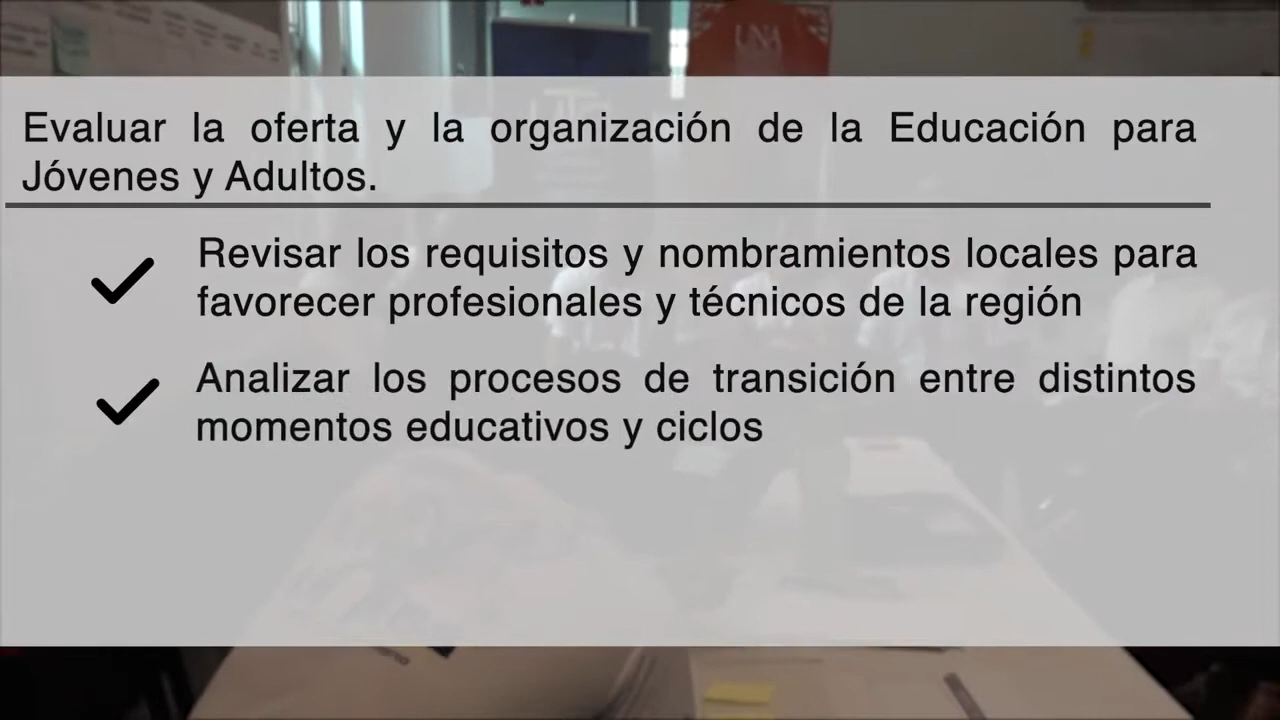 UNA
Evaluar la oferta y la organización de la Educación para
Jóvenes y Adultos.
Revisar los requisitos y nombramientos locales para
favorecer profesionales y técnicos de la región
Analizar los procesos de transición entre distintos
momentos educativos y ciclos